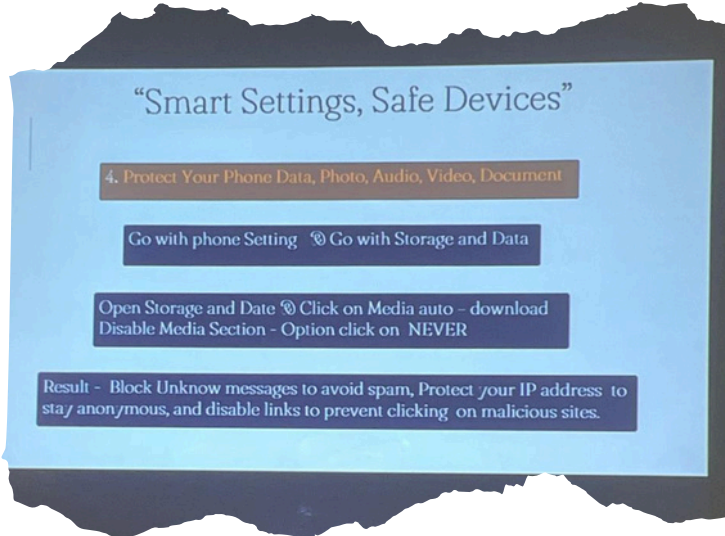 “Smart Settings, Safe Devices”
4. Protect Your Phone Data, Photo, Audio, Video, Document
Go with phone Setting Go with Storage and Data
Open Storage and Date Click on Media auto – download
Disable Media Section - Option click on NEVER
Result - Block Unknow messages to avoid spam, Protect your IP address to
stay anonymous, and disable links to prevent clicking on malicious sites.